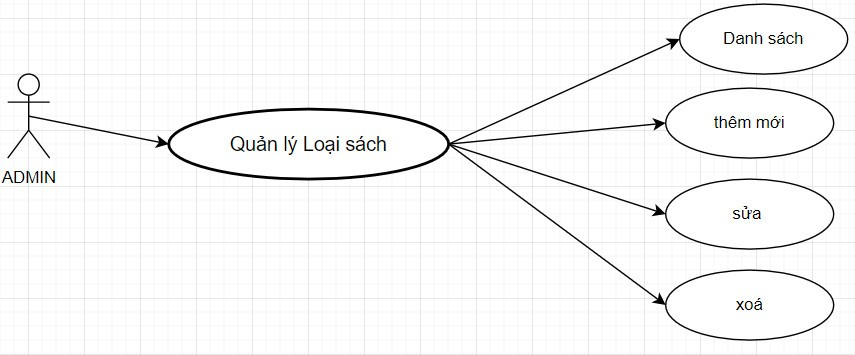 Danh sách
thêm mới
Quản lý Loại sách
ADMIN
sửa
xoá